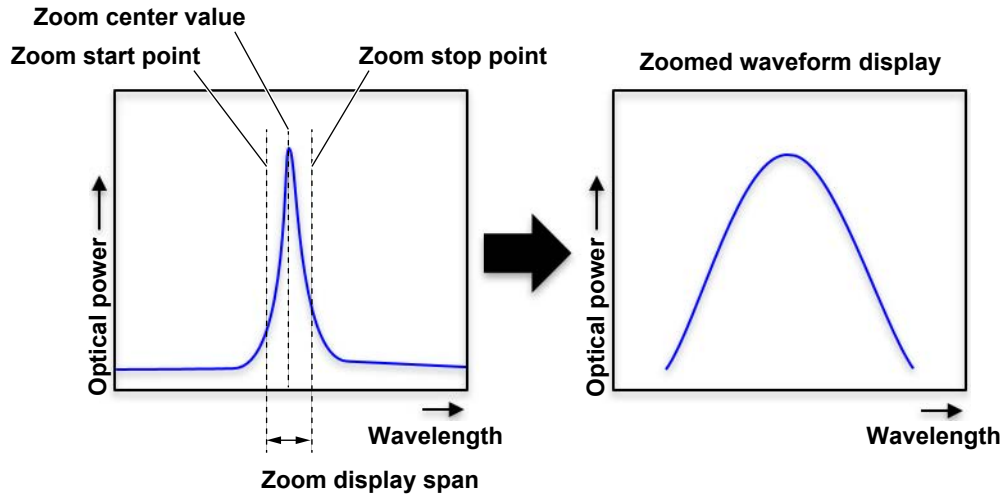 Zoom center value
Zoom start point
Zoom stop point
Zoomed waveform display
Optical power
Optical power
Wavelength
Wavelength
Zoom display span